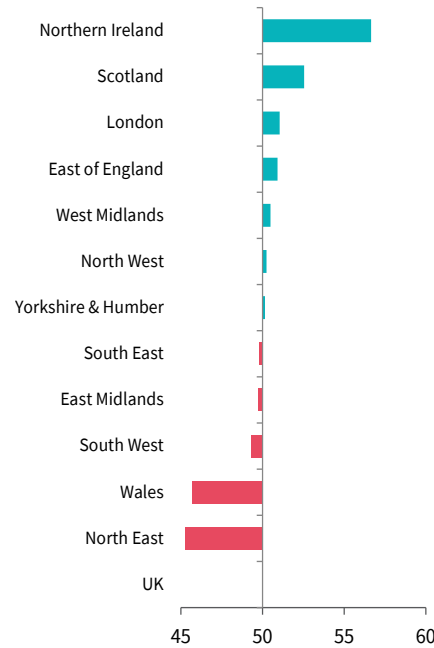 Northern Ireland
Scotland
London
East of England
West Midlands
North West
Yorkshire & Humber
South East
East Midlands
South West
Wales
North East
UK
45 50 55 60